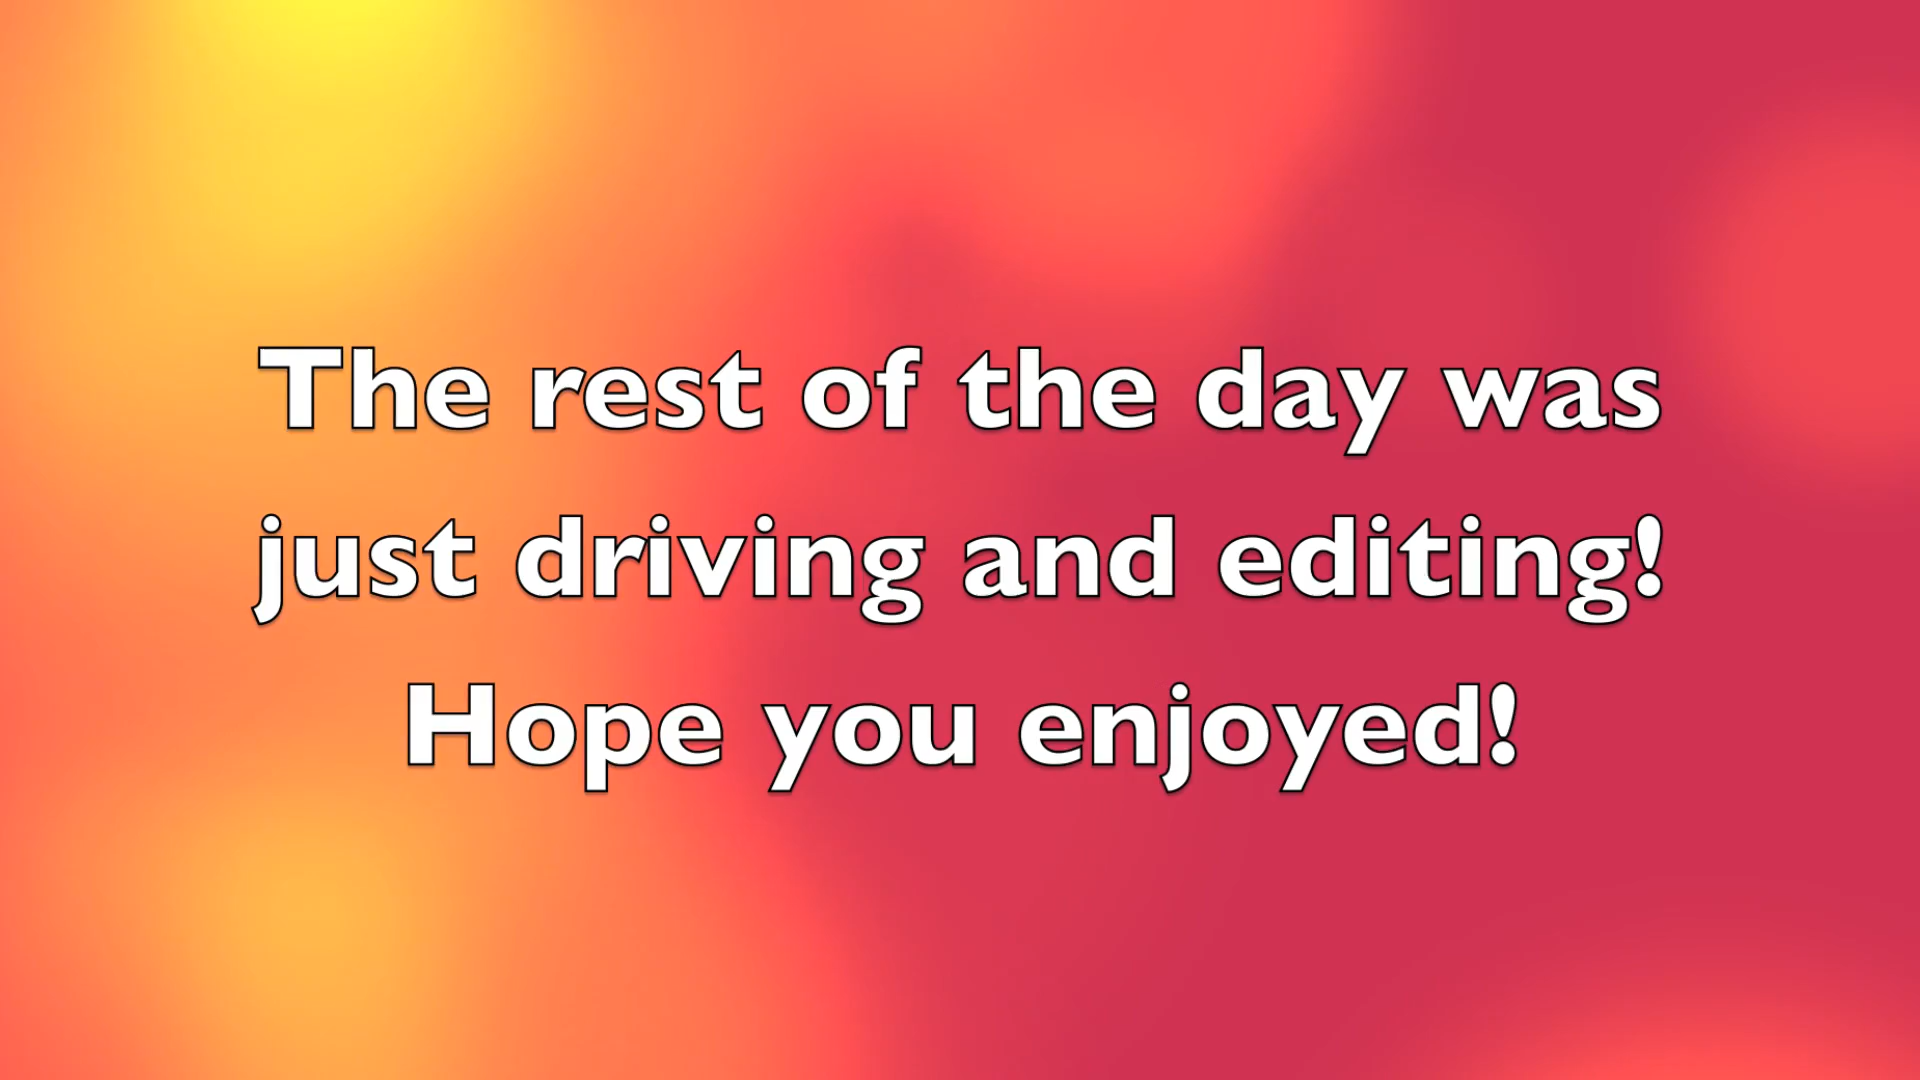 The rest of the day was
just driving and editing!
Hope you enjoyed!